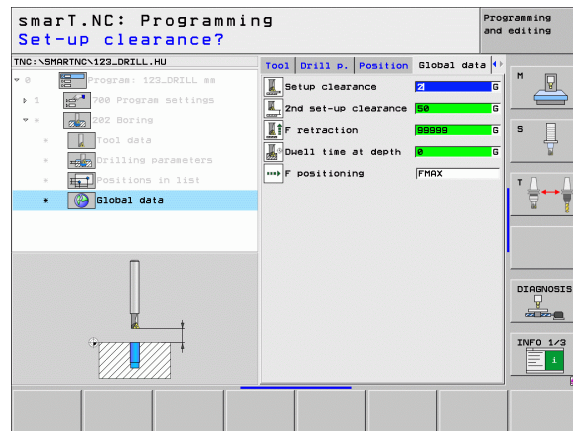 smarT.NC: Programming
Programming and editing
Set-up clearance?
TNC:\SMARTNC\123_DRILL.HU
0 Program: 123_DRILL mm
1 700 Program settings
* 202 Boring
* Tool data
* Drilling parameters
* Positions in list
* Global data
Tool Drill p. Position Global data
Setup clearance 2 G
2nd set-up clearance 50 G
F retraction 99999 G
Dwell time at depth 0 G
F positioning FMAX
M
S
T
DIAGNOSIS
INFO 1/3
i